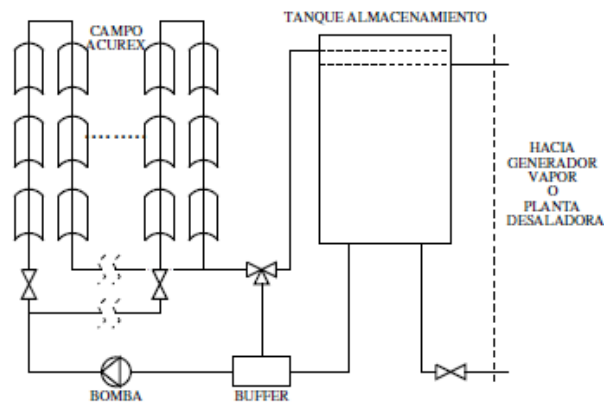 TANQUE ALMACENAMIENTO
CAMPO
ACUREX
HACIA
GENERADOR
VAPOR
O
PLANTA
DESALADORA
BOMBA
BUFFER